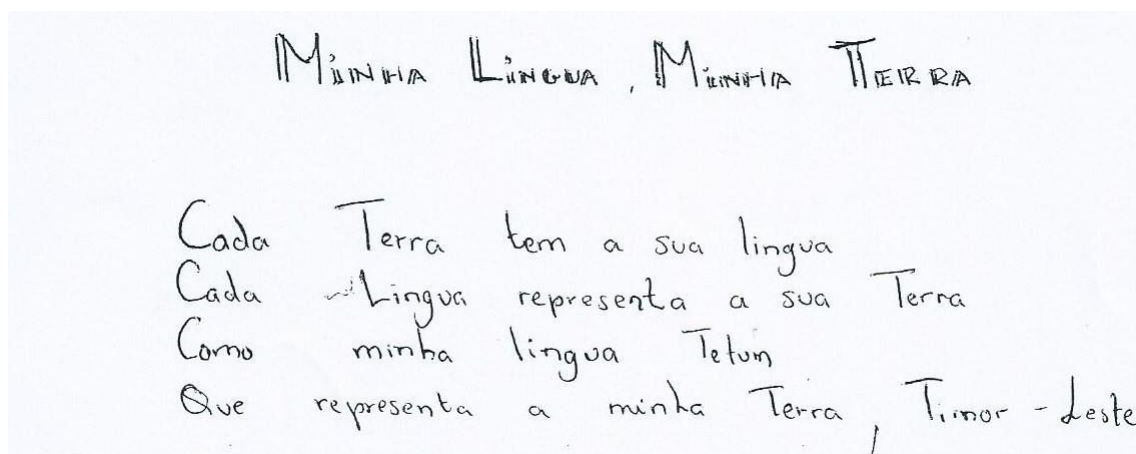 MINHA LINGUA, MINHA TERRA
Cada Terra tem a sua lingua
Cada Lingua representa a sua Terra
Como minha lingua Tetum
Que representa a minha Terra, Timor-Leste